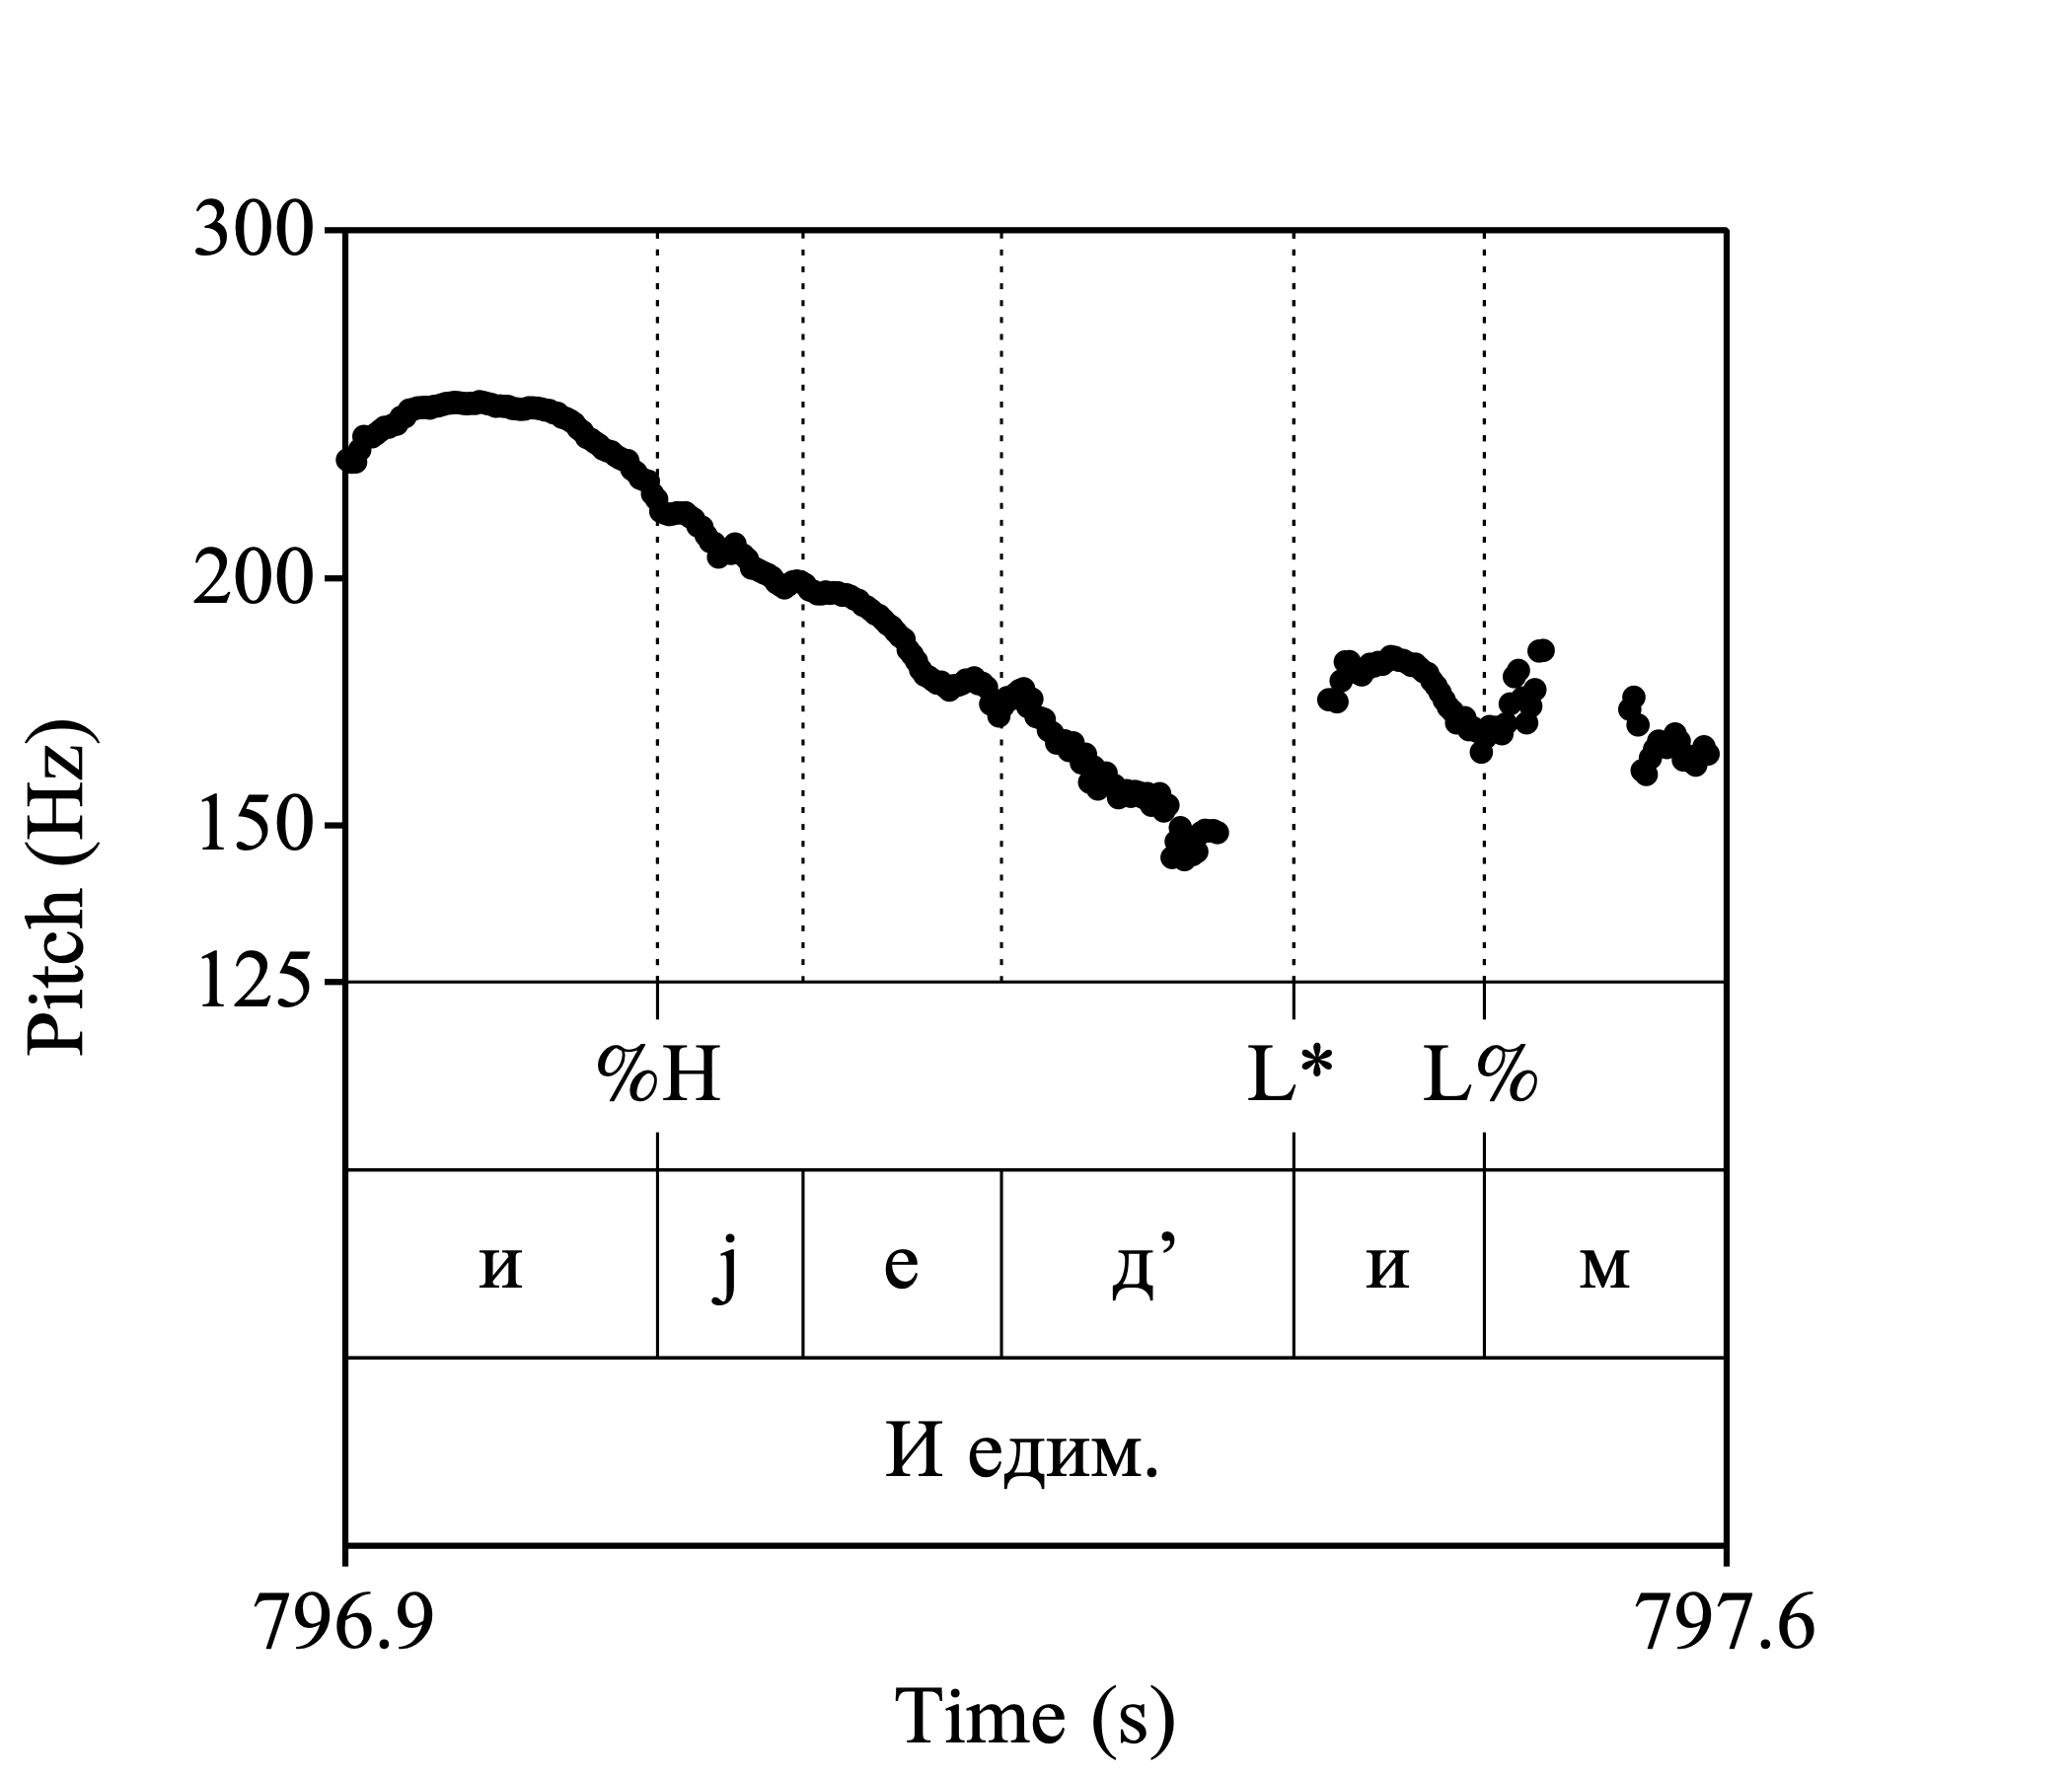 300
200
150
125
Pitch (Hz)
%H L* L%
и j е д’ и м
И едим.
796.9 797.6
Time (s)